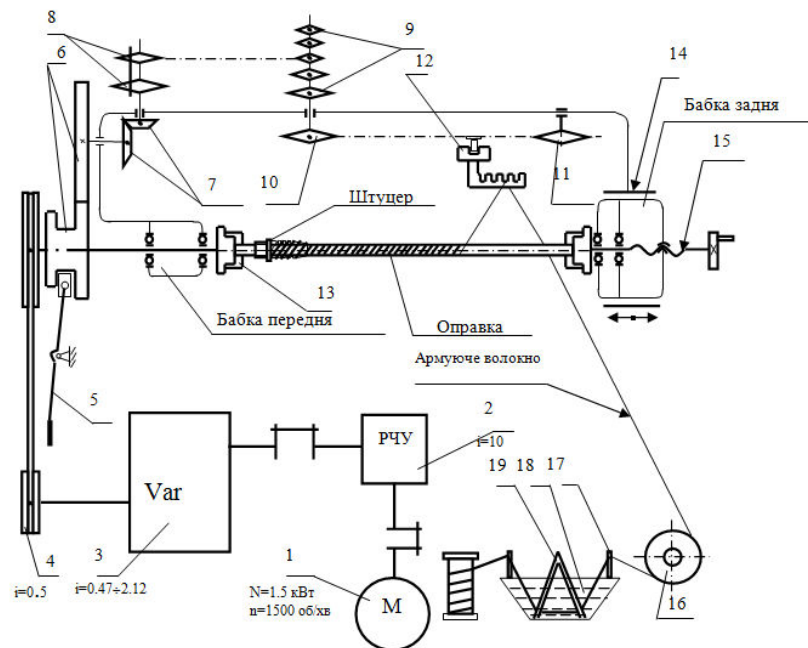 8
9
6
12
14
Бабка задня
15
7
10
11
Штуцер
13
Бабка передня
Оправка
Армуюче волокно
5
2
РЧУ
i=10
19 18 17
Var
4
3
1
i=0.5
i=0.47÷2.12
N=1.5 кВт
n=1500 об/хв
М
16